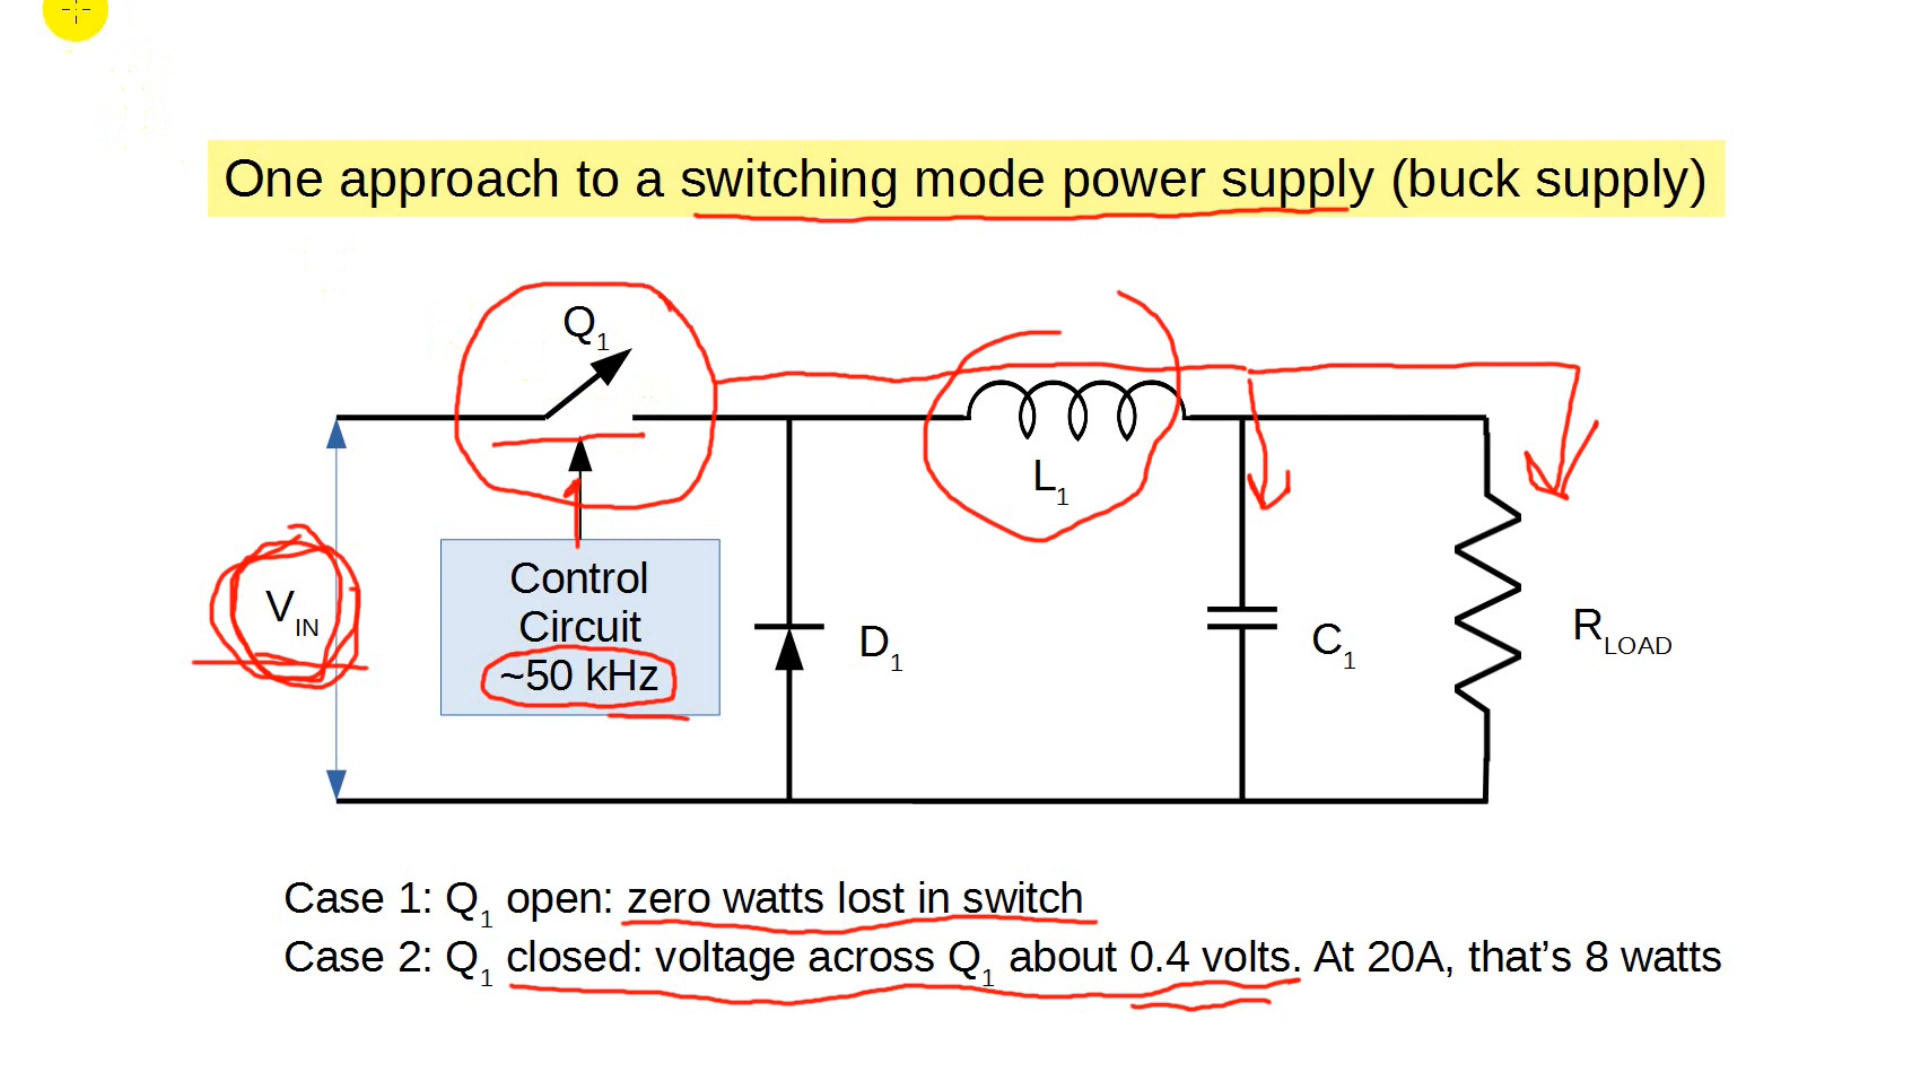 One approach to a switching mode power supply (buck supply)
Q1
L1
VIN
Control
Circuit
~50 kHz
D1
C1
RLOAD
Case 1: Q1 open: zero watts lost in switch
Case 2: Q1 closed: voltage across Q1 about 0.4 volts. At 20A, that’s 8 watts